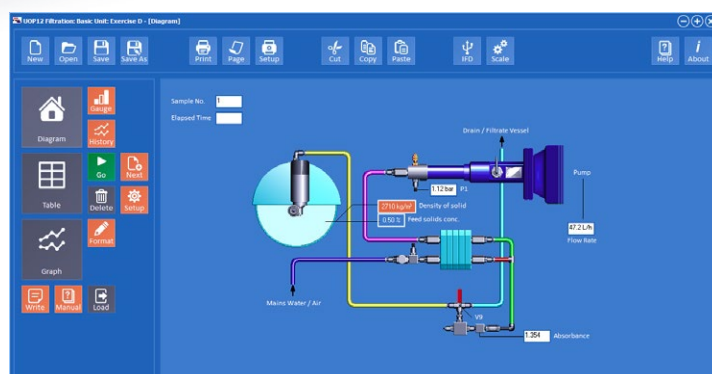 UOP12 Filtration: Basic Unit: Exercise D - [Diagram]
New Open Save Save As Print Page Setup Cut Copy Paste IFD Scale Help About
Diagram
Gauge
History
Table
Go
Next
Delete
Setup
Graph
Format
Write
Manual
Load
Sample No. 1
Elapsed Time
Drain / Filtrate Vessel
1.12 bar P1
Pump
2710 kg/m³ Density of solid
0.50 % Feed solids conc.
47.2 L/h
Flow Rate
Mains Water / Air
V9
1.354 Absorbance